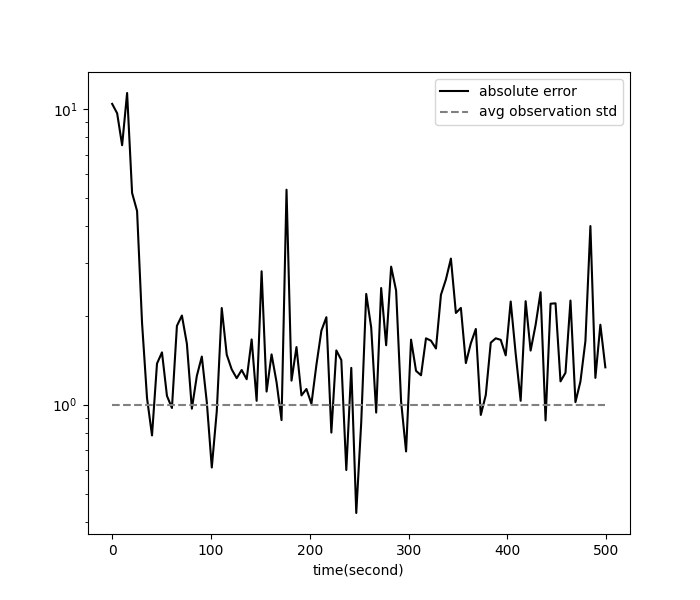 absolute error
avg observation std
10^1
10^0
0 100 200 300 400 500
time(second)